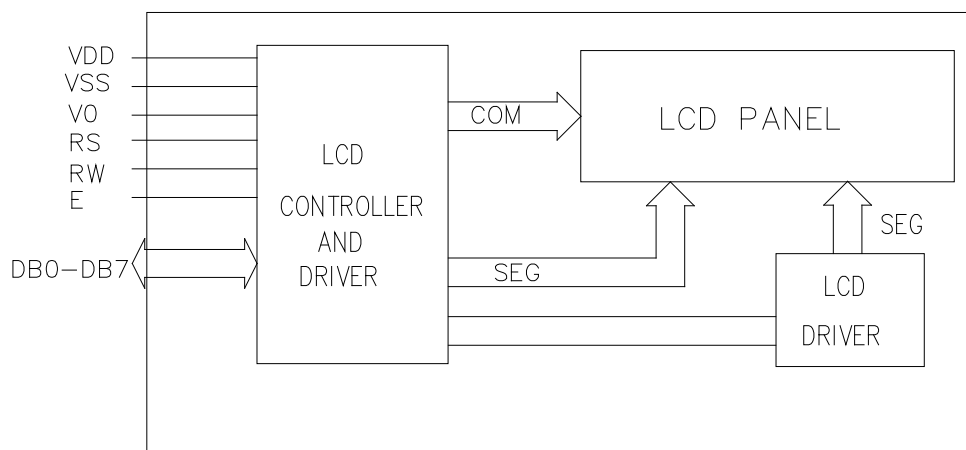 VDD
VSS
V0
RS
RW
E
DB0-DB7
LCD
CONTROLLER
AND
DRIVER
COM
SEG
LCD PANEL
SEG
LCD
DRIVER